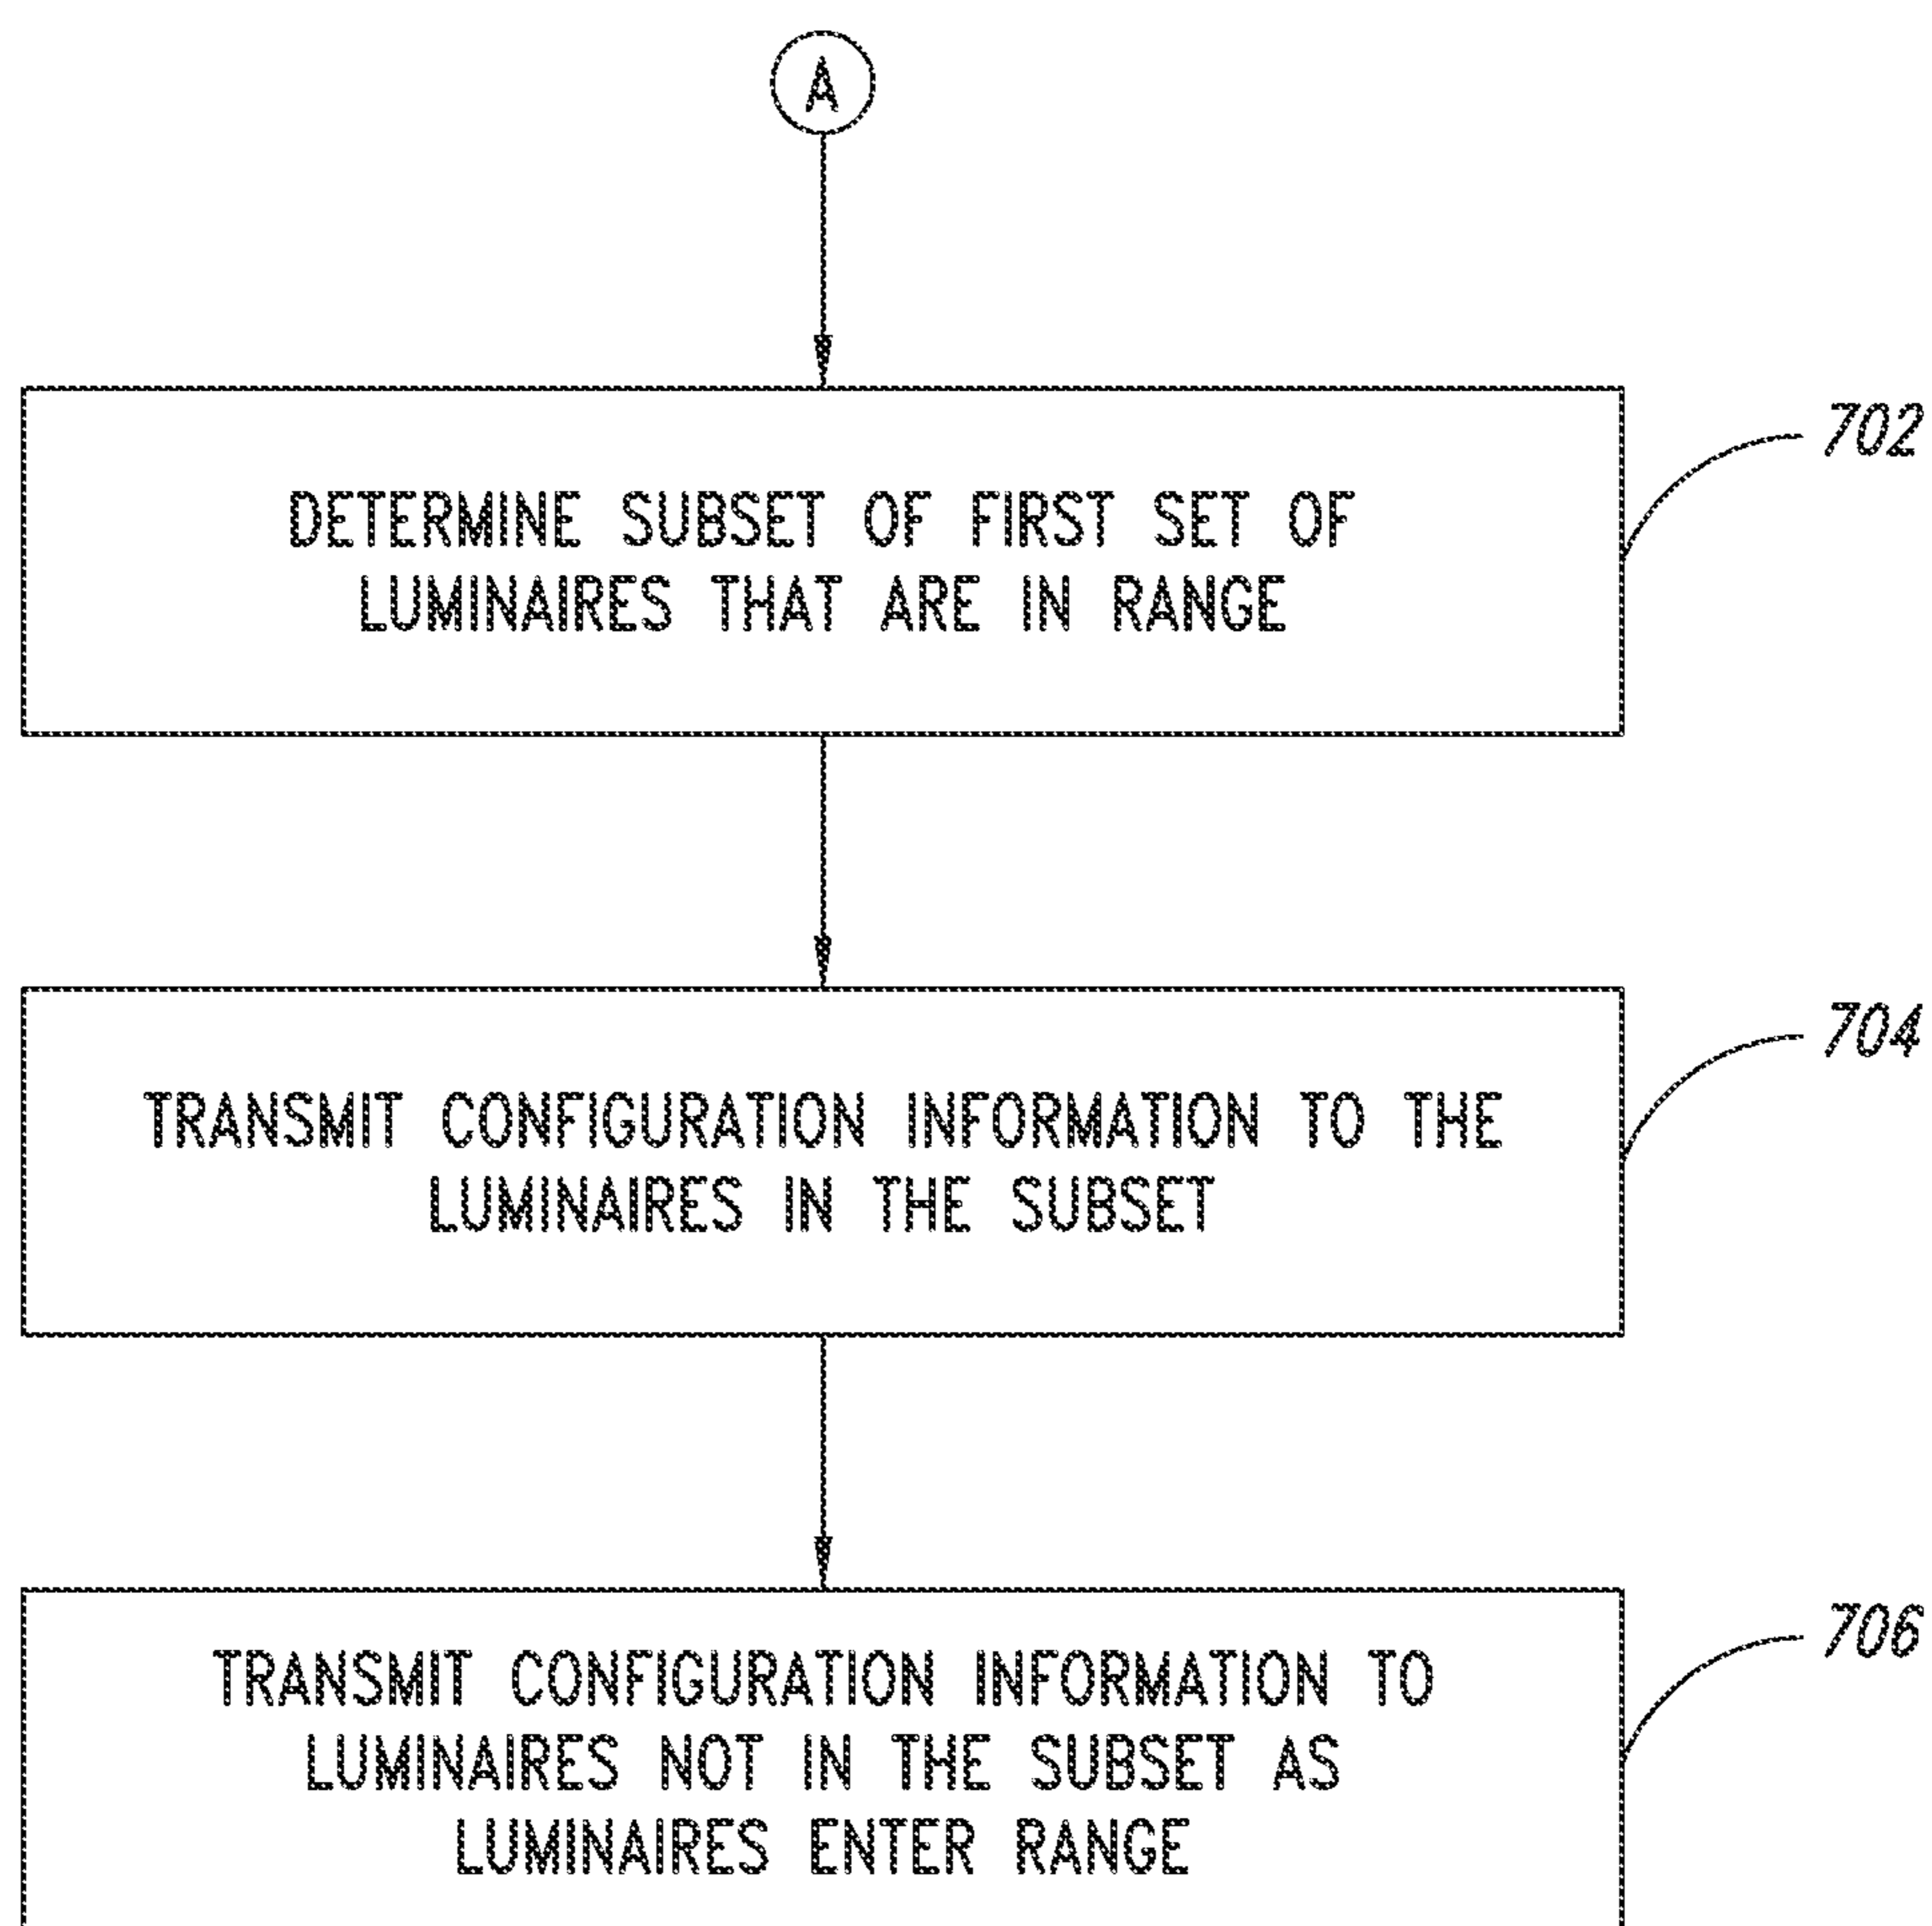 A
702
DETERMINE SUBSET OF FIRST SET OF
LUMINAIRES THAT ARE IN RANGE
704
TRANSMIT CONFIGURATION INFORMATION TO THE
LUMINAIRES IN THE SUBSET
706
TRANSMIT CONFIGURATION INFORMATION TO
LUMINAIRES NOT IN THE SUBSET AS
LUMINAIRES ENTER RANGE